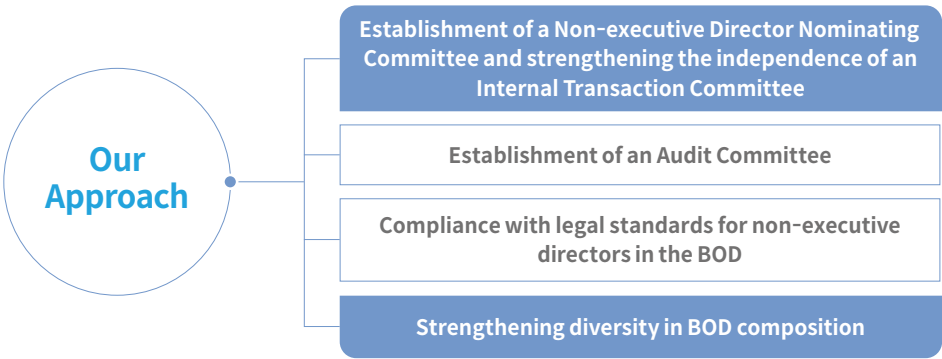 Our
Approach
Establishment of a Non-executive Director Nominating
Committee and strengthening the independence of an
Internal Transaction Committee
Establishment of an Audit Committee
Compliance with legal standards for non-executive
directors in the BOD
Strengthening diversity in BOD composition